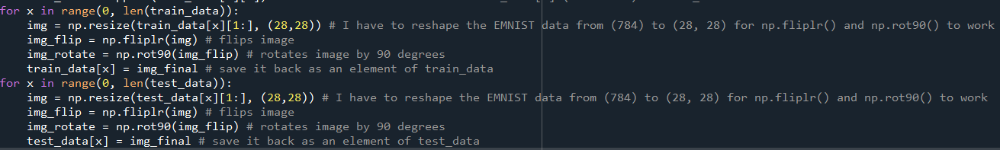 for x in range(0, len(train_data)):
    img = np.resize(train_data[x][1:], (28,28)) # I have to reshape the EMNIST data from (784) to (28, 28) for np.fliplr() and np.rot90() to work
    img_flip = np.fliplr(img) # flips image
    img_rotate = np.rot90(img_flip) # rotates image by 90 degrees
    train_data[x] = img_final # save it back as an element of train_data
for x in range(0, len(test_data)):
    img = np.resize(test_data[x][1:], (28,28)) # I have to reshape the EMNIST data from (784) to (28, 28) for np.fliplr() and np.rot90() to work
    img_flip = np.fliplr(img) # flips image
    img_rotate = np.rot90(img_flip) # rotates image by 90 degrees
    test_data[x] = img_final # save it back as an element of test_data